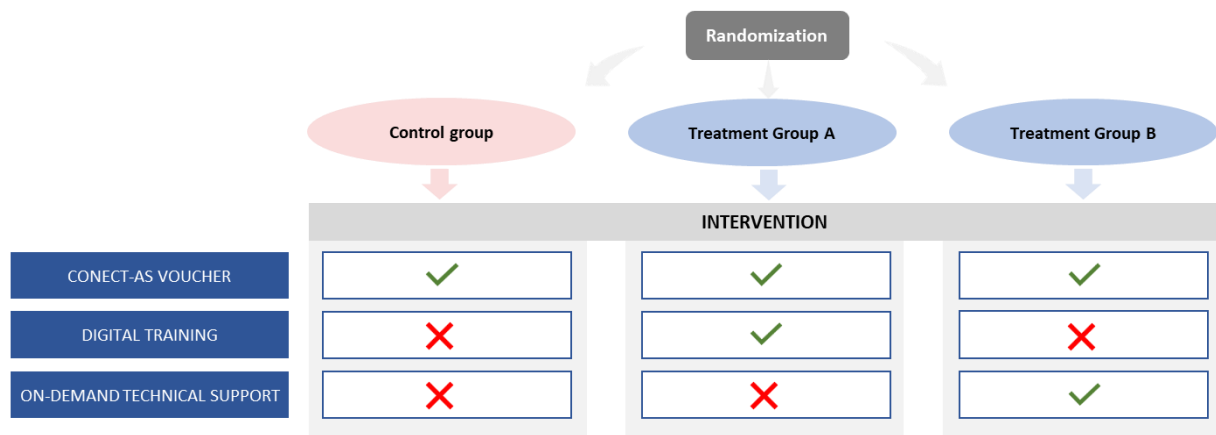 Randomization
Control group
Treatment Group A
Treatment Group B
INTERVENTION
CONECT-AS VOUCHER
DIGITAL TRAINING
ON-DEMAND TECHNICAL SUPPORT